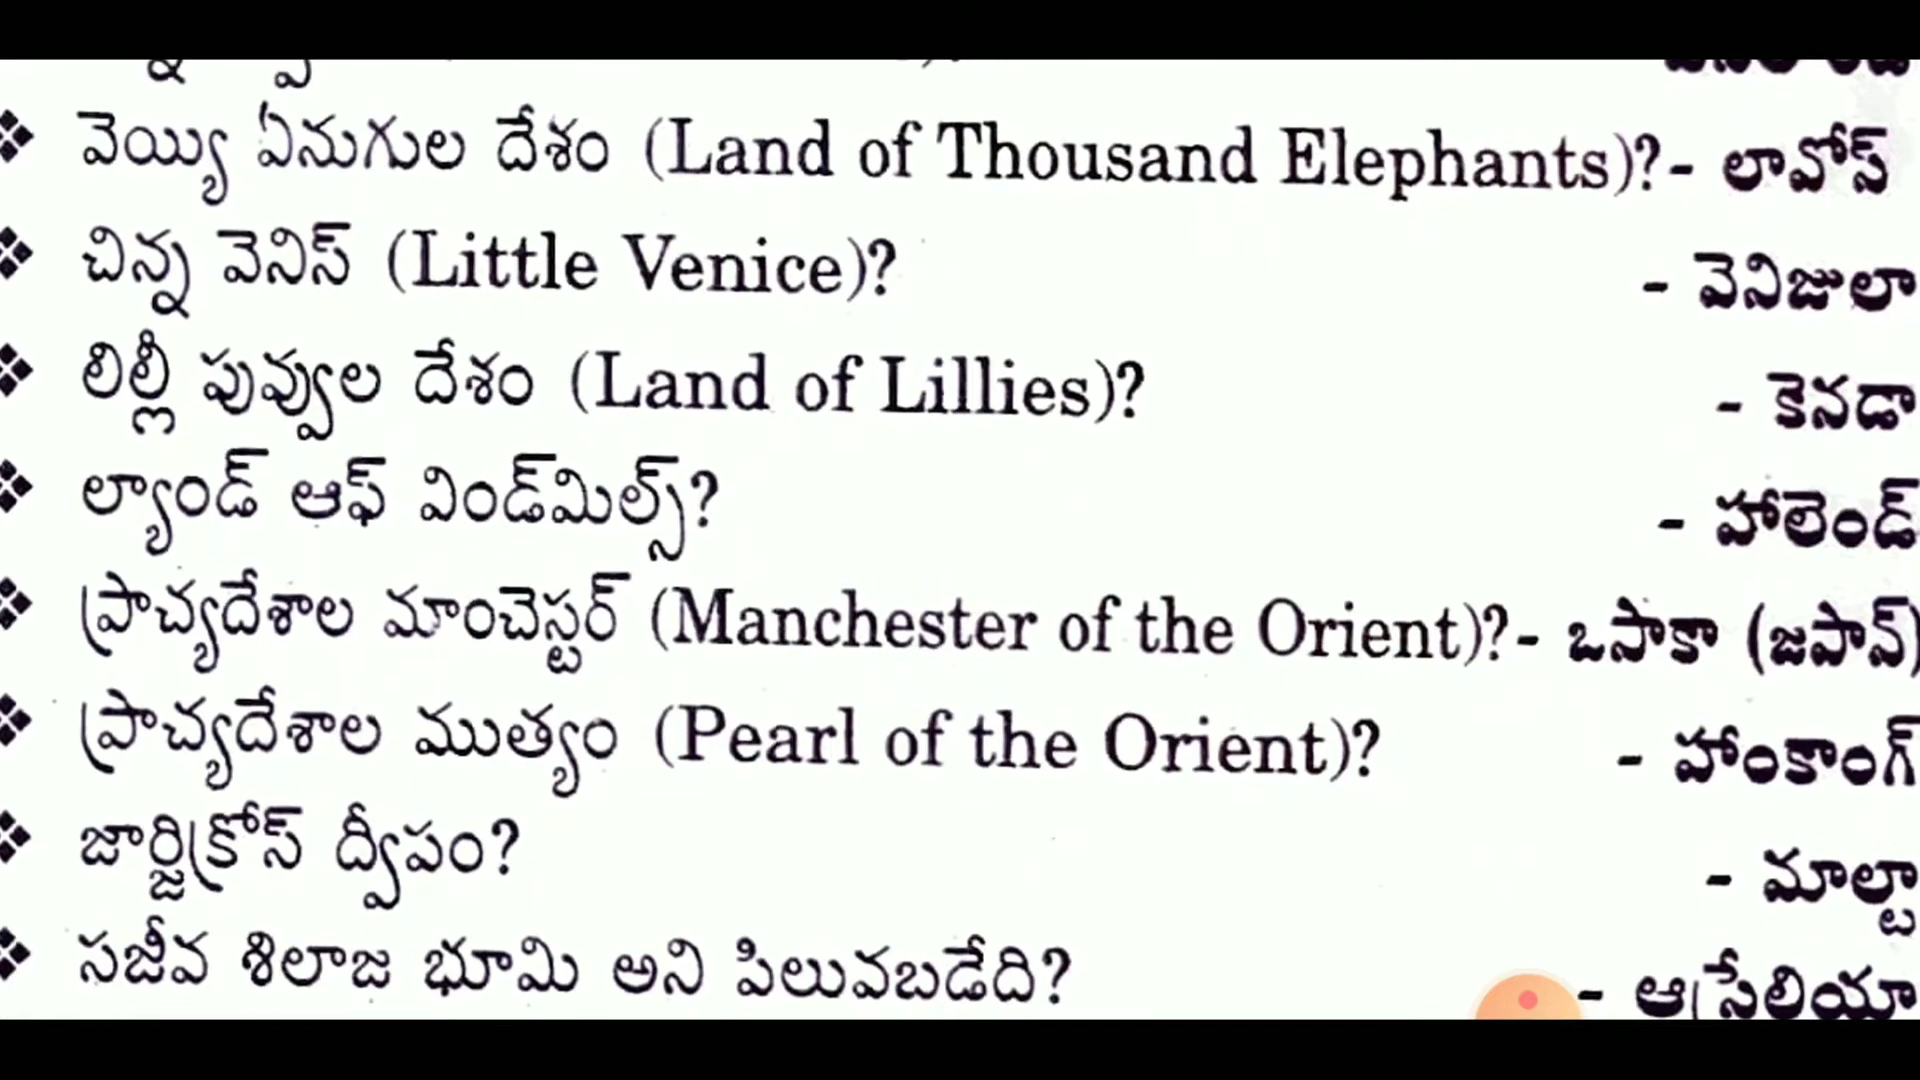 ❖ వెయ్యి ఏనుగుల దేశం (Land of Thousand Elephants)?- లావోస్
❖ చిన్న వెనిస్ (Little Venice)? - వెనిజులా
❖ లిల్లీ పువ్వుల దేశం (Land of Lillies)? - కెనడా
❖ ల్యాండ్ ఆఫ్ విండ్‌మిల్స్? - హాలెండ్
❖ ప్రాచ్యదేశాల మాంచెస్టర్ (Manchester of the Orient)?- ఒసాకా (జపాన్)
❖ ప్రాచ్యదేశాల ముత్యం (Pearl of the Orient)? - హాంకాంగ్
❖ జార్జిక్రోస్ ద్వీపం? - మాల్టా
❖ సజీవ శిలాజ భూమి అని పిలువబడేది? - ఆస్ట్రేలియా